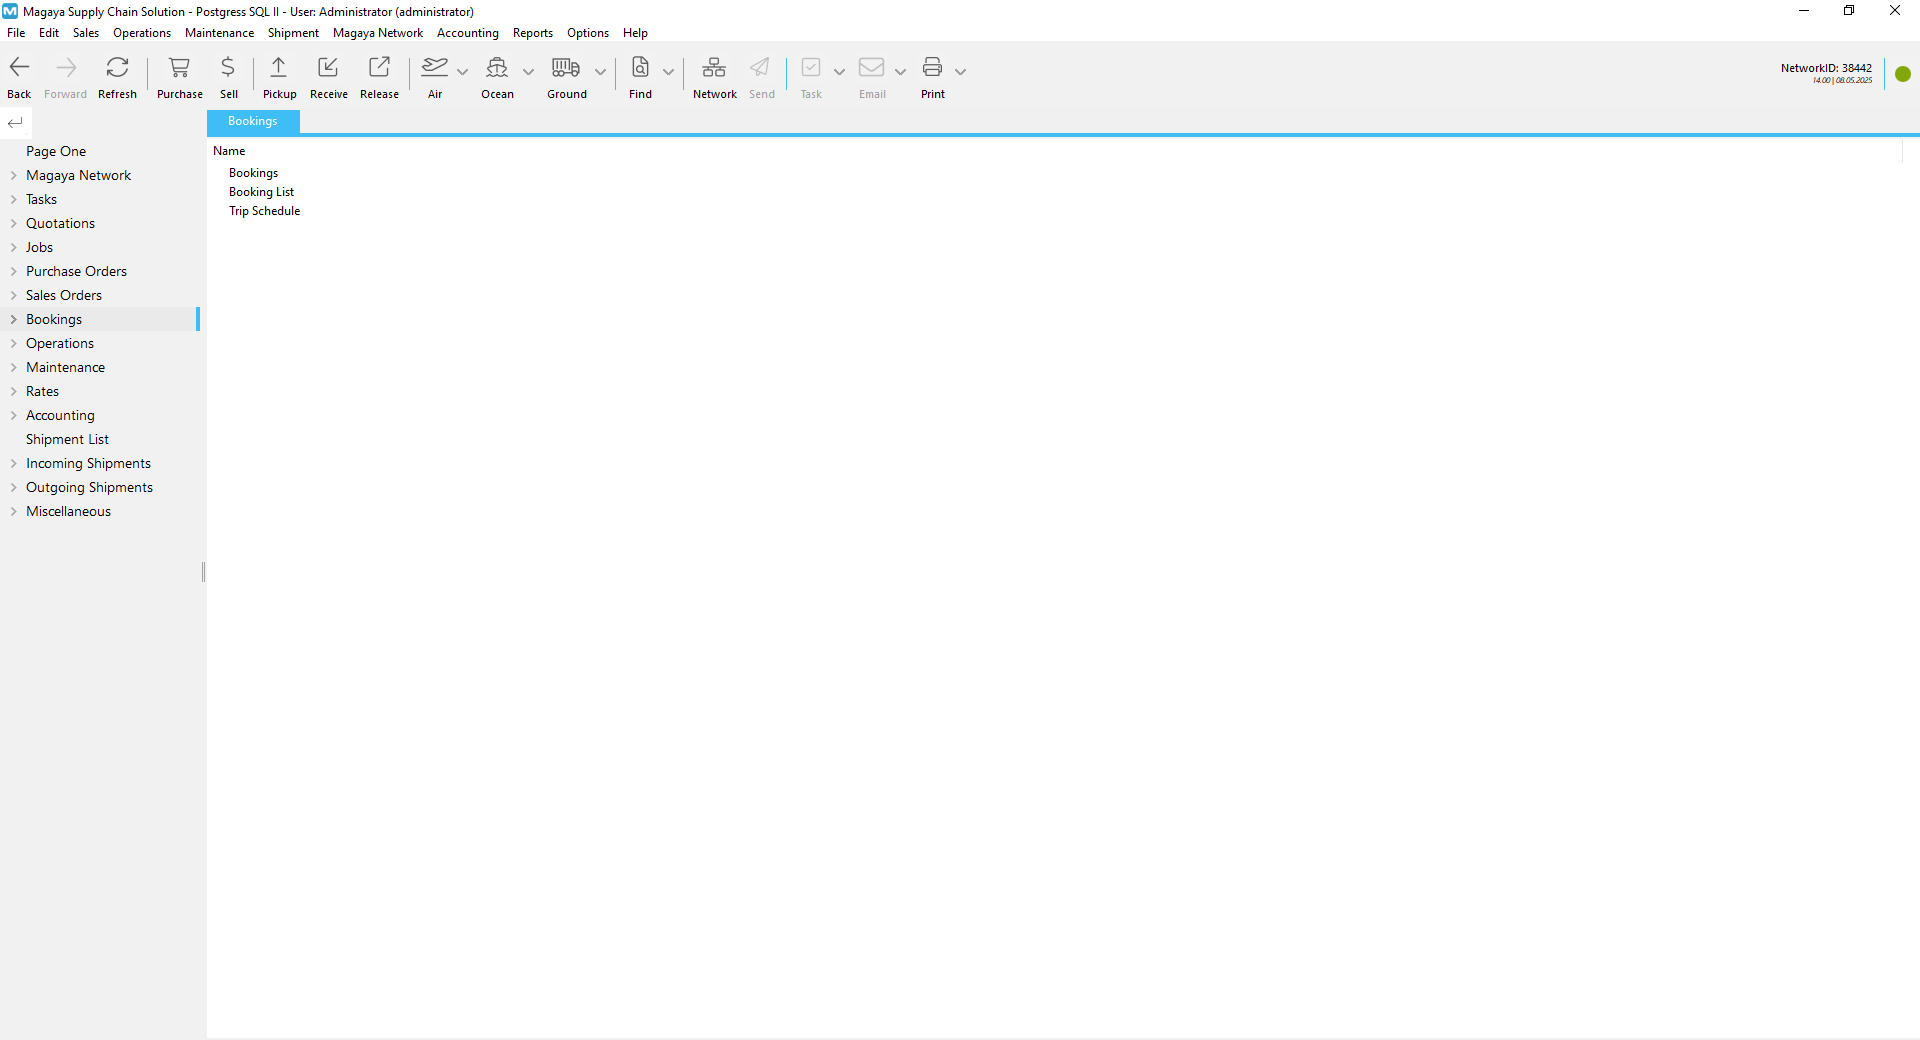 Magaya Supply Chain Solution - Postgress SQL II - User: Administrator (administrator)
File Edit Sales Operations Maintenance Shipment Magaya Network Accounting Reports Options Help
Back Forward Refresh Purchase Sell Pickup Receive Release Air Ocean Ground Find Network Send Task Email Print
NetworkID: 38442
14.00 | 08.05.2025
Bookings
Name
Bookings
Booking List
Trip Schedule
Page One
Magaya Network
Tasks
Quotations
Jobs
Purchase Orders
Sales Orders
Bookings
Operations
Maintenance
Rates
Accounting
Shipment List
Incoming Shipments
Outgoing Shipments
Miscellaneous